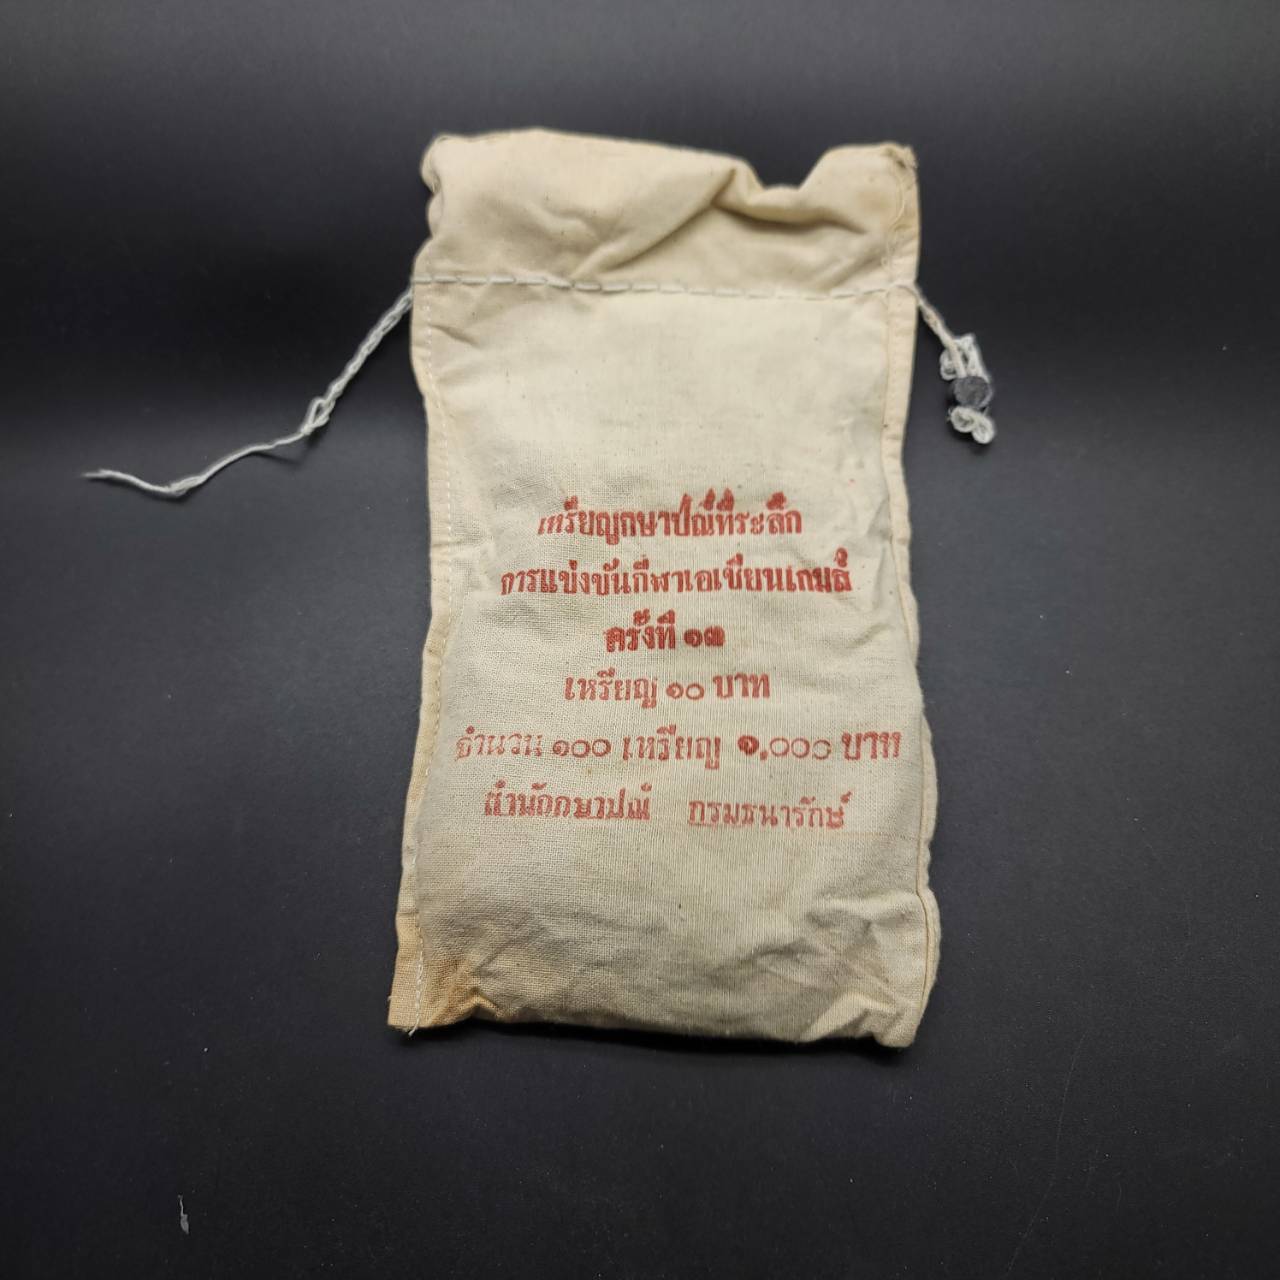 เหรียญกษาปณ์ที่ระลึก
การแข่งขันกีฬาเอเชี่ยนเกมส์
ครั้งที่ ๑๓
เหรียญ ๑๐ บาท
จำนวน ๑๐๐ เหรียญ ๑,๐๐๐ บาท
สำนักกษาปณ์ กรมธนารักษ์